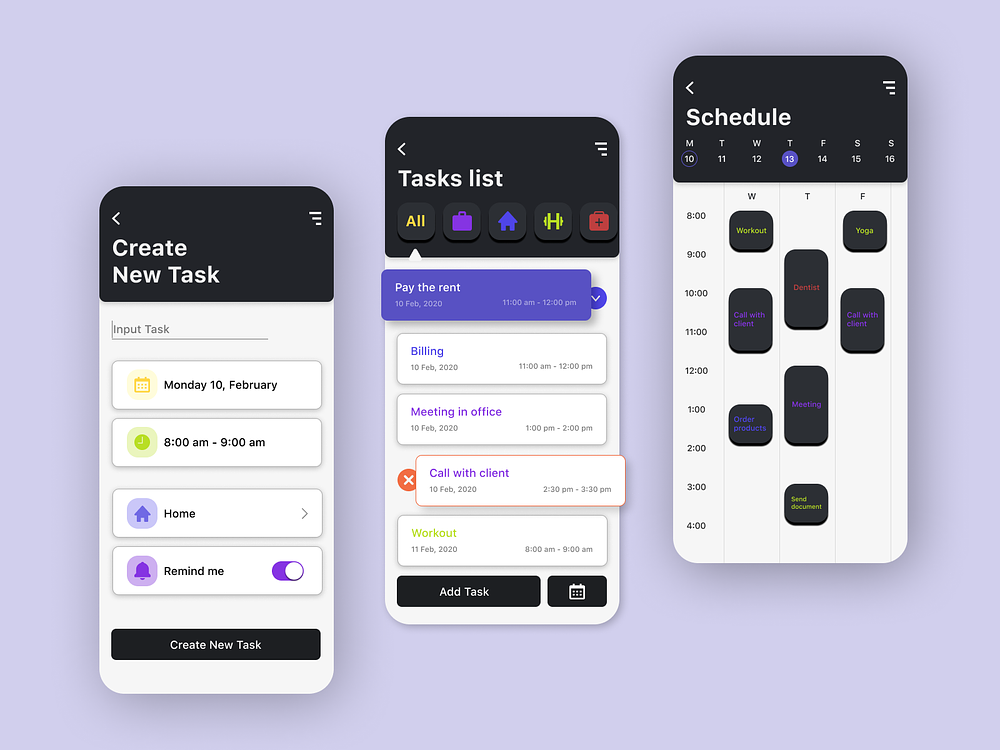 Create
New Task
Input Task
Monday 10, February
8:00 am - 9:00 am
Home
Remind me
Create New Task
Tasks list
All
Pay the rent
10 Feb, 2020
11:00 am - 12:00 pm
Billing
10 Feb, 2020
11:00 am - 12:00 pm
Meeting in office
10 Feb, 2020
1:00 pm - 2:00 pm
Call with client
10 Feb, 2020
2:30 pm - 3:30 pm
Workout
11 Feb, 2020
8:00 am - 9:00 am
Add Task
Schedule
M T W T F S S
10 11 12 13 14 15 16
W T F
8:00
Workout
Yoga
9:00
Dentist
10:00
Call with
client
Call with
client
11:00
12:00
Meeting
1:00
Order
products
2:00
3:00
Send
document
4:00